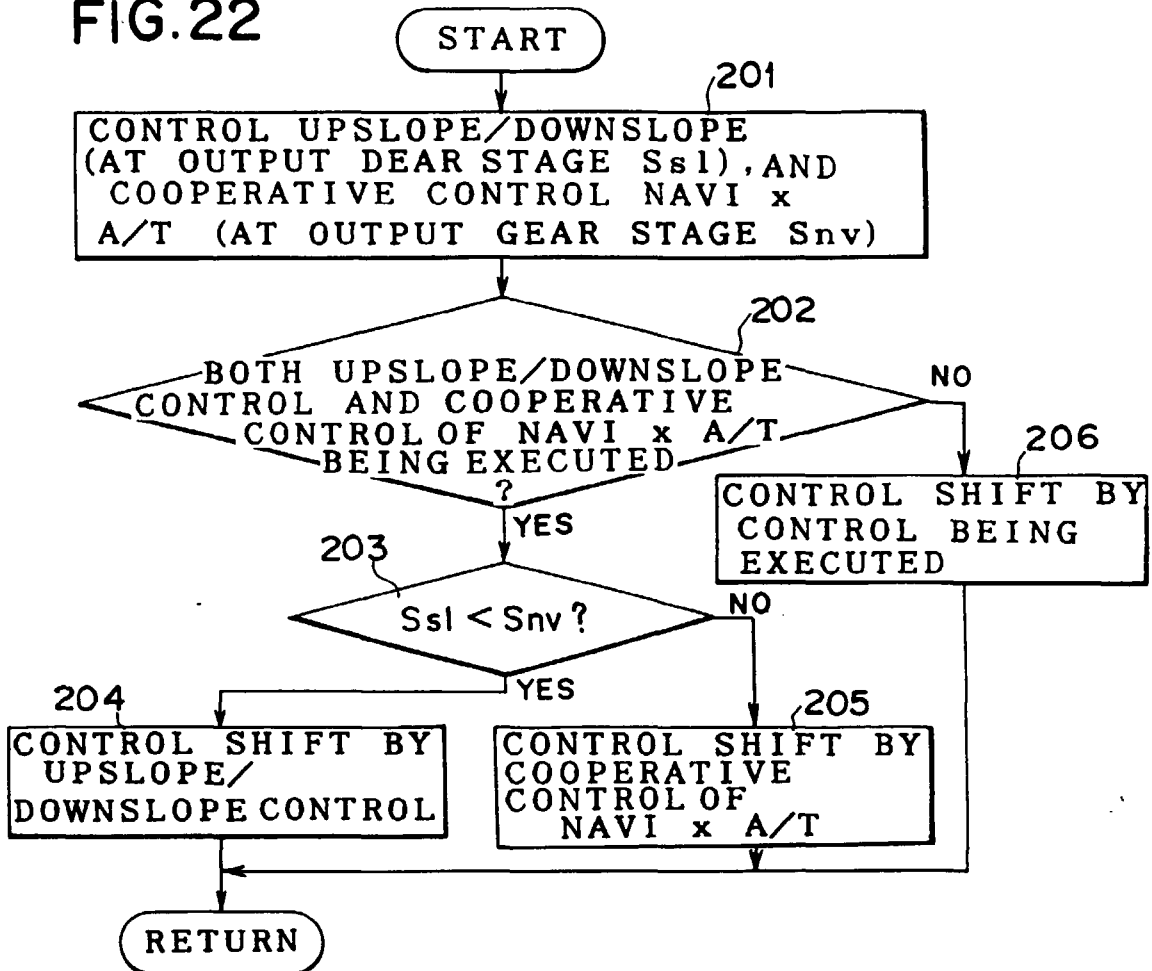 FIG.22
START
201
CONTROL UPSLOPE/DOWNSLOPE
(AT OUTPUT DEAR STAGE Ssl), AND
COOPERATIVE CONTROL NAVI x
A/T (AT OUTPUT GEAR STAGE Snv)
202
BOTH UPSLOPE/DOWNSLOPE
CONTROL AND COOPERATIVE
CONTROL OF NAVI x A/T
BEING EXECUTED
?
NO
YES
206
CONTROL SHIFT BY
CONTROL BEING
EXECUTED
203
Ssl < Snv?
NO
YES
204
CONTROL SHIFT BY
UPSLOPE/
DOWNSLOPE CONTROL
205
CONTROL SHIFT BY
COOPERATIVE
CONTROL OF
NAVI x A/T
RETURN